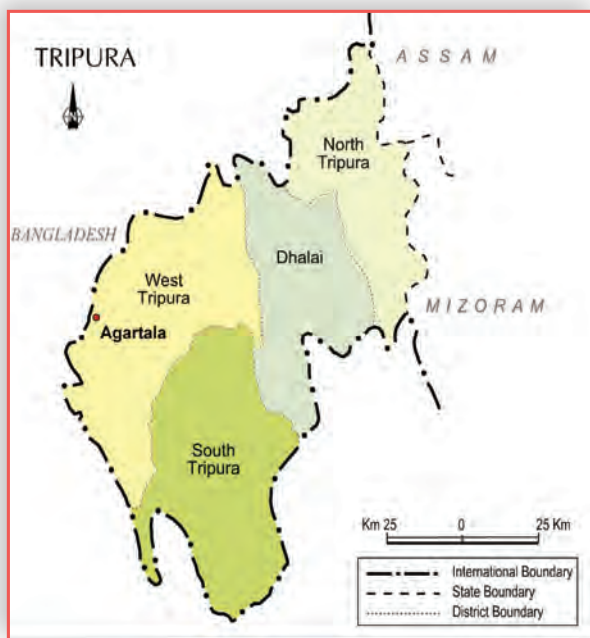 TRIPURA
ASSAM
N
North
Tripura
BANGLADESH
Dhalai
West
Tripura
MIZORAM
Agartala
South
Tripura
Km 25 0 25 Km
International Boundary
State Boundary
District Boundary